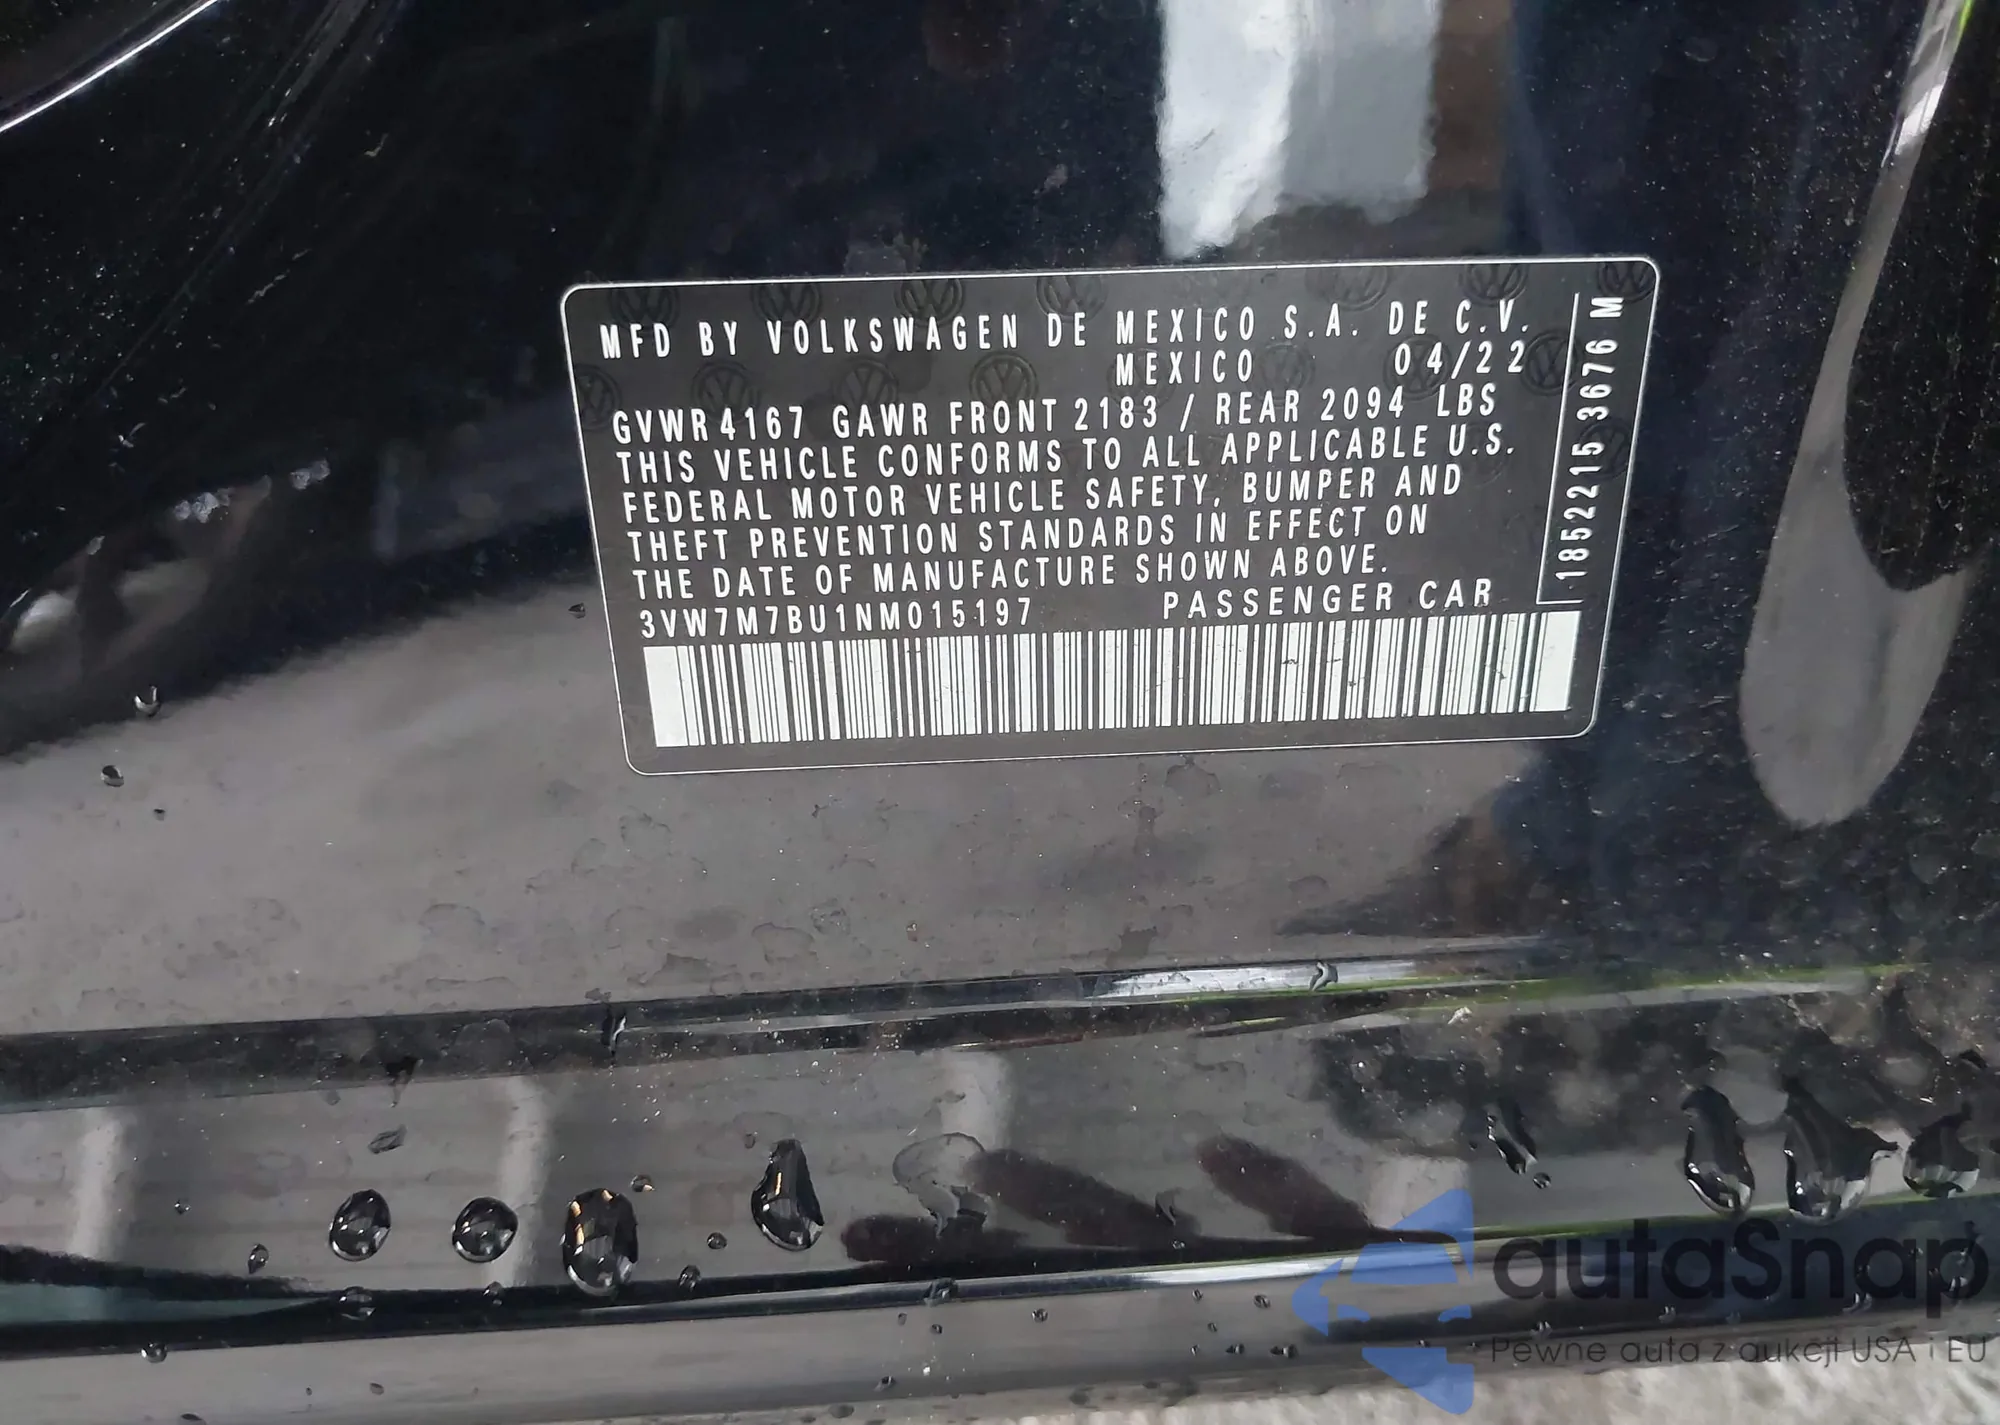 MFD BY VOLKSWAGEN DE MEXICO S.A. DE C.V.
MEXICO 04/22
GVWR 4167 GAWR FRONT 2183 / REAR 2094 LBS
THIS VEHICLE CONFORMS TO ALL APPLICABLE U.S.
FEDERAL MOTOR VEHICLE SAFETY, BUMPER AND
THEFT PREVENTION STANDARDS IN EFFECT ON
THE DATE OF MANUFACTURE SHOWN ABOVE.
3VW7M7BU1NM015197 PASSENGER CAR
18522215 3676 M
autaSnap
Pewne auta z aukcji USA i EU